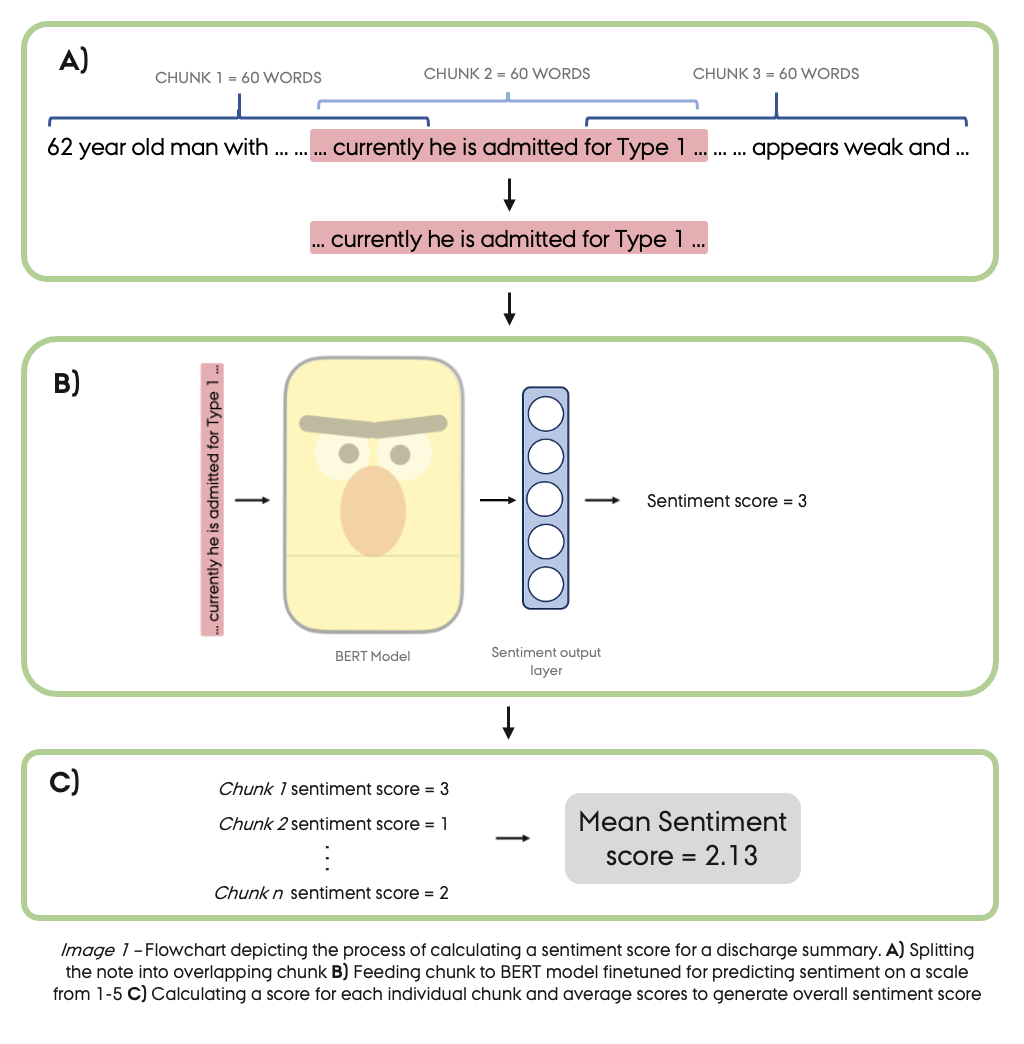 A)
CHUNK 1 = 60 WORDS
CHUNK 2 = 60 WORDS
CHUNK 3 = 60 WORDS
62 year old man with ... ... ... currently he is admitted for Type 1 ... ... ... appears weak and ...
... currently he is admitted for Type 1 ...
B)
... currently he is admitted for Type 1 ...
Sentiment score = 3
BERT Model
Sentiment output
layer
C)
Chunk 1 sentiment score = 3
Chunk 2 sentiment score = 1
Chunk n sentiment score = 2
Mean Sentiment
score = 2.13
Image 1 – Flowchart depicting the process of calculating a sentiment score for a discharge summary. A) Splitting
the note into overlapping chunk B) Feeding chunk to BERT model finetuned for predicting sentiment on a scale
from 1-5 C) Calculating a score for each individual chunk and average scores to generate overall sentiment score